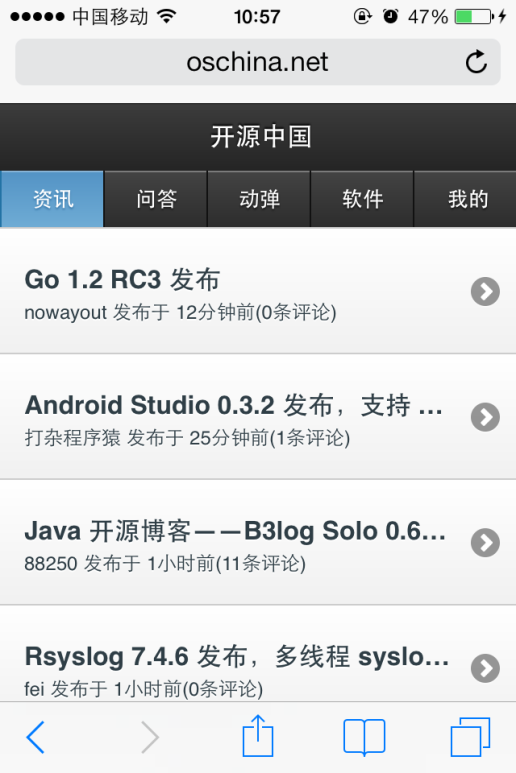 中国移动 10:57 47%
oschina.net
开源中国
资讯 问答 动弹 软件 我的
Go 1.2 RC3 发布
nowayout 发布于 12分钟前(0条评论)
Android Studio 0.3.2 发布，支持 ...
打杂程序猿 发布于 25分钟前(1条评论)
Java 开源博客——B3log Solo 0.6...
88250 发布于 1小时前(11条评论)
Rsyslog 7.4.6 发布，多线程 syslo...
fei 发布于 1小时前(0条评论)